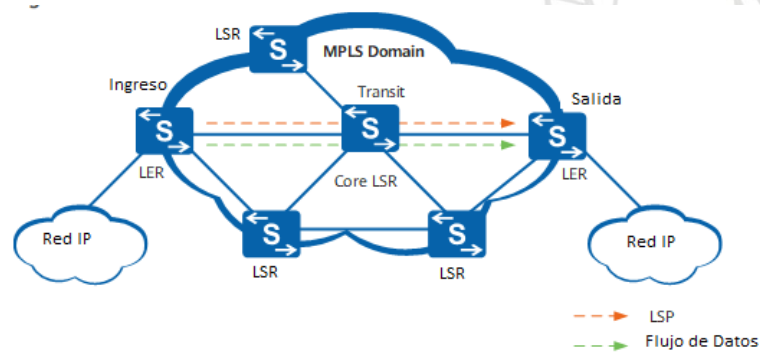 LSR
MPLS Domain
Ingreso
Transit
Salida
S
S
S
S
LER
Core LSR
LER
Red IP
S
S
Red IP
LSR
LSR
LSP
Flujo de Datos